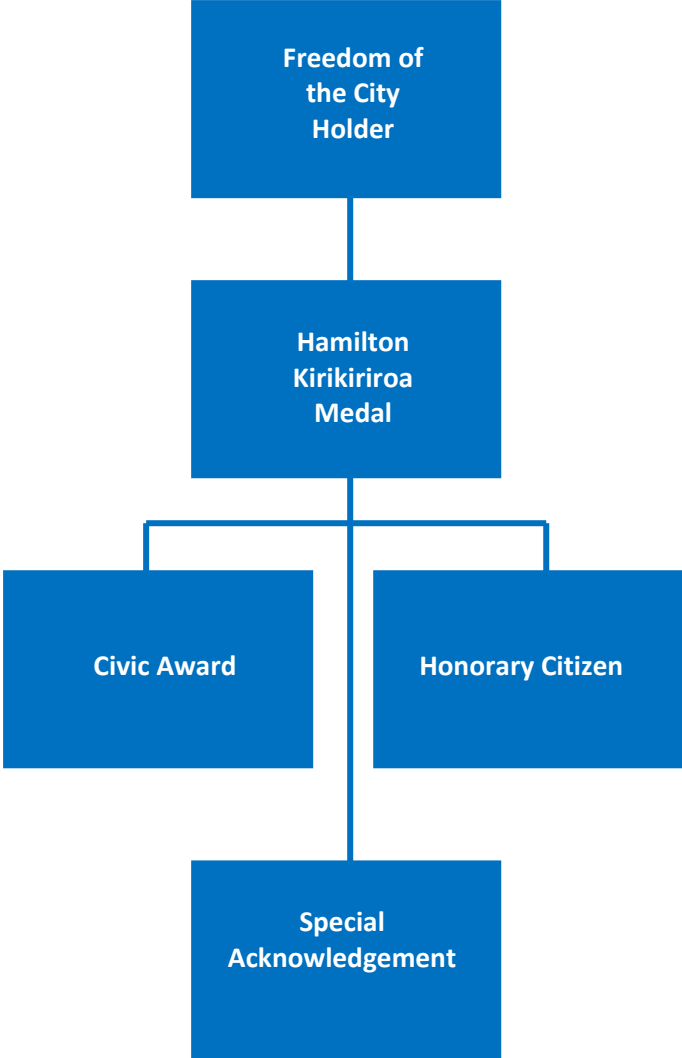 Freedom of
the City
Holder
Hamilton
Kirikiriroa
Medal
Civic Award
Honorary Citizen
Special
Acknowledgement